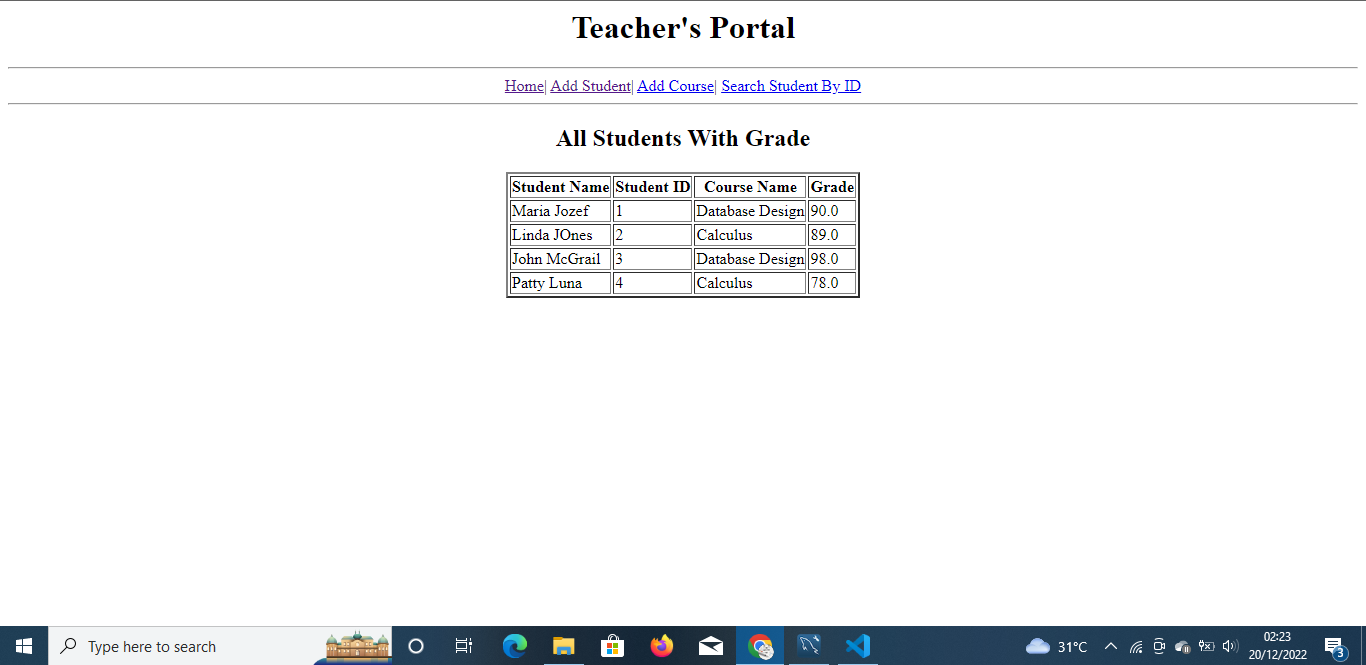 Teacher's Portal
Home| Add Student| Add Course| Search Student By ID
All Students With Grade
Student Name Student ID Course Name Grade
Maria Jozef 1 Database Design 90.0
Linda JOnes 2 Calculus 89.0
John McGrail 3 Database Design 98.0
Patty Luna 4 Calculus 78.0
Type here to search
31°C
02:23
20/12/2022
3